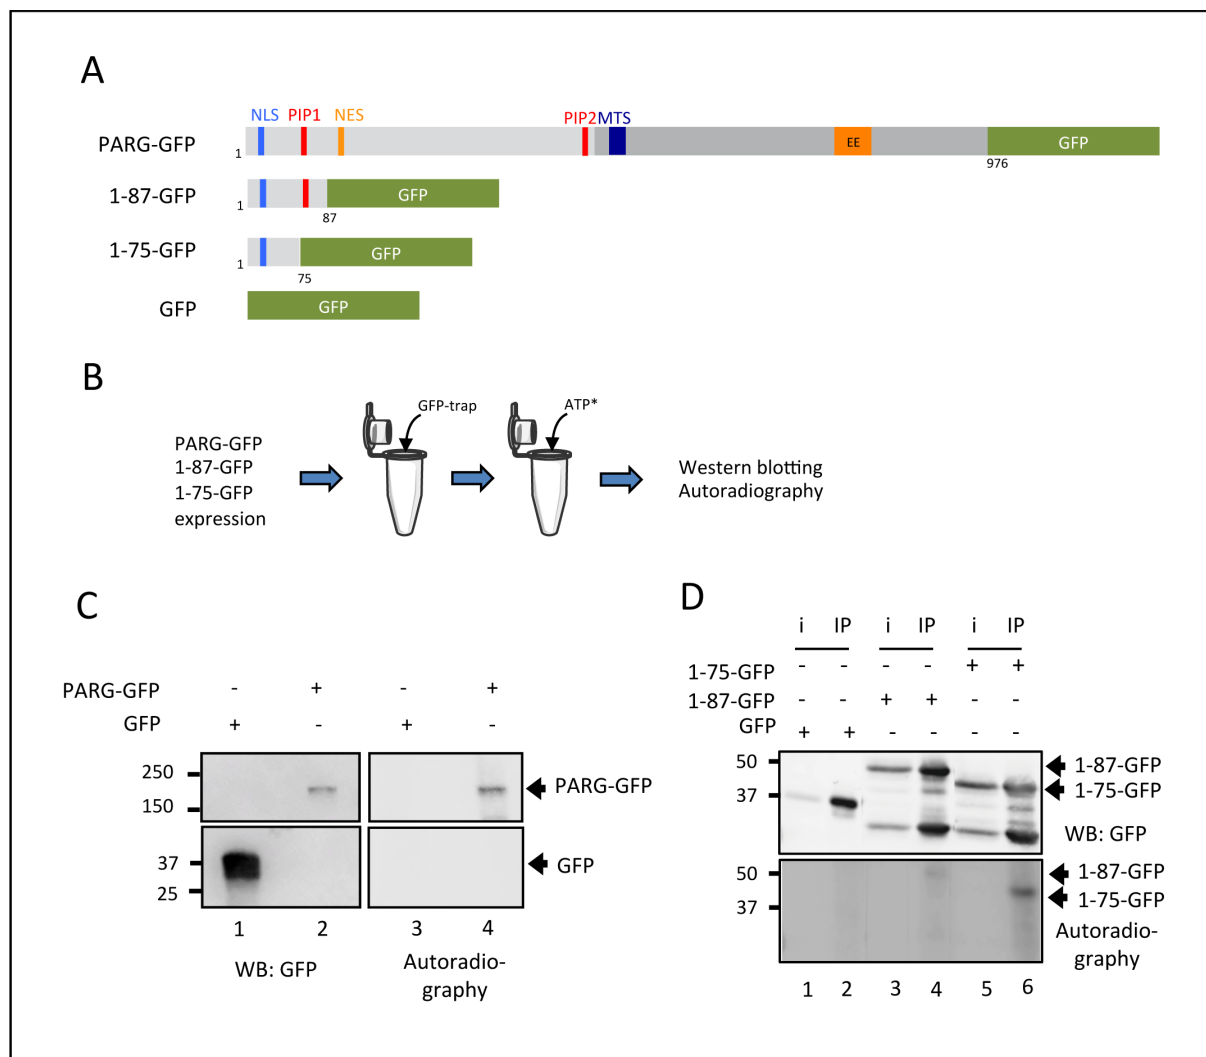 A
NLS PIP1 NES PIP2 MTS
PARG-GFP 1 EE GFP 976
1-87-GFP 1 GFP 87
1-75-GFP 1 GFP 75
GFP GFP
B
GFP-trap ATP*
PARG-GFP
1-87-GFP
1-75-GFP
expression
Western blotting
Autoradiography
C
PARG-GFP - + - +
GFP + - + -
250
150
PARG-GFP
37
25
GFP
1 2 3 4
WB: GFP
Autoradio-
graphy
D
i IP i IP i IP
1-75-GFP - - - - + +
1-87-GFP - - + + - -
GFP + + - - - -
50
37
1-87-GFP
1-75-GFP
WB: GFP
50
37
1-87-GFP
1-75-GFP
Autoradio-
graphy
1 2 3 4 5 6